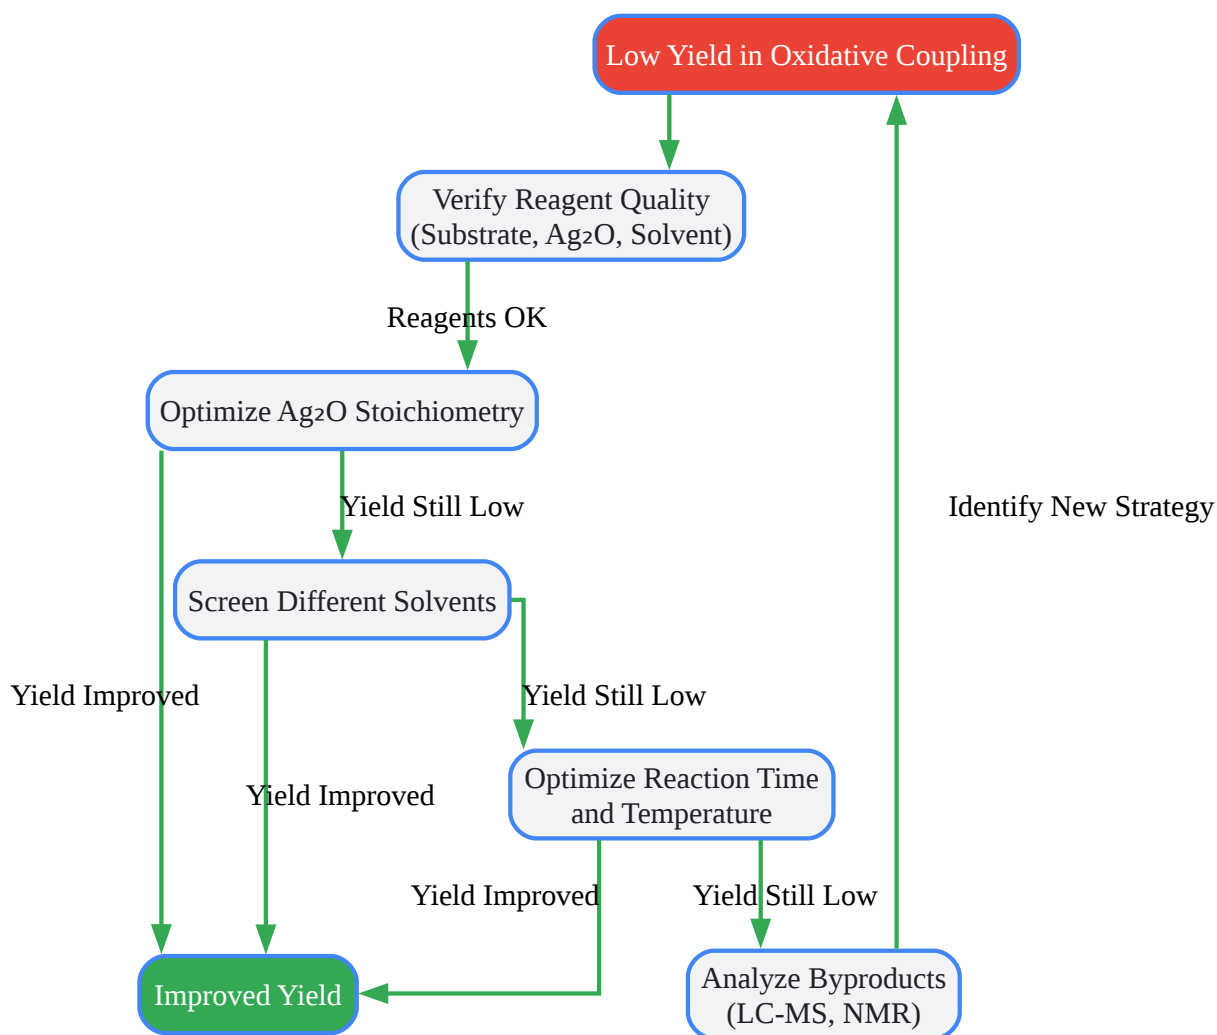 Low Yield in Oxidative Coupling
Verify Reagent Quality
(Substrate, Ag₂O, Solvent)
Reagents OK
Optimize Ag₂O Stoichiometry
Yield Still Low
Identify New Strategy
Screen Different Solvents
Yield Improved
Yield Still Low
Optimize Reaction Time
and Temperature
Yield Improved
Yield Improved
Yield Still Low
Improved Yield
Analyze Byproducts
(LC-MS, NMR)